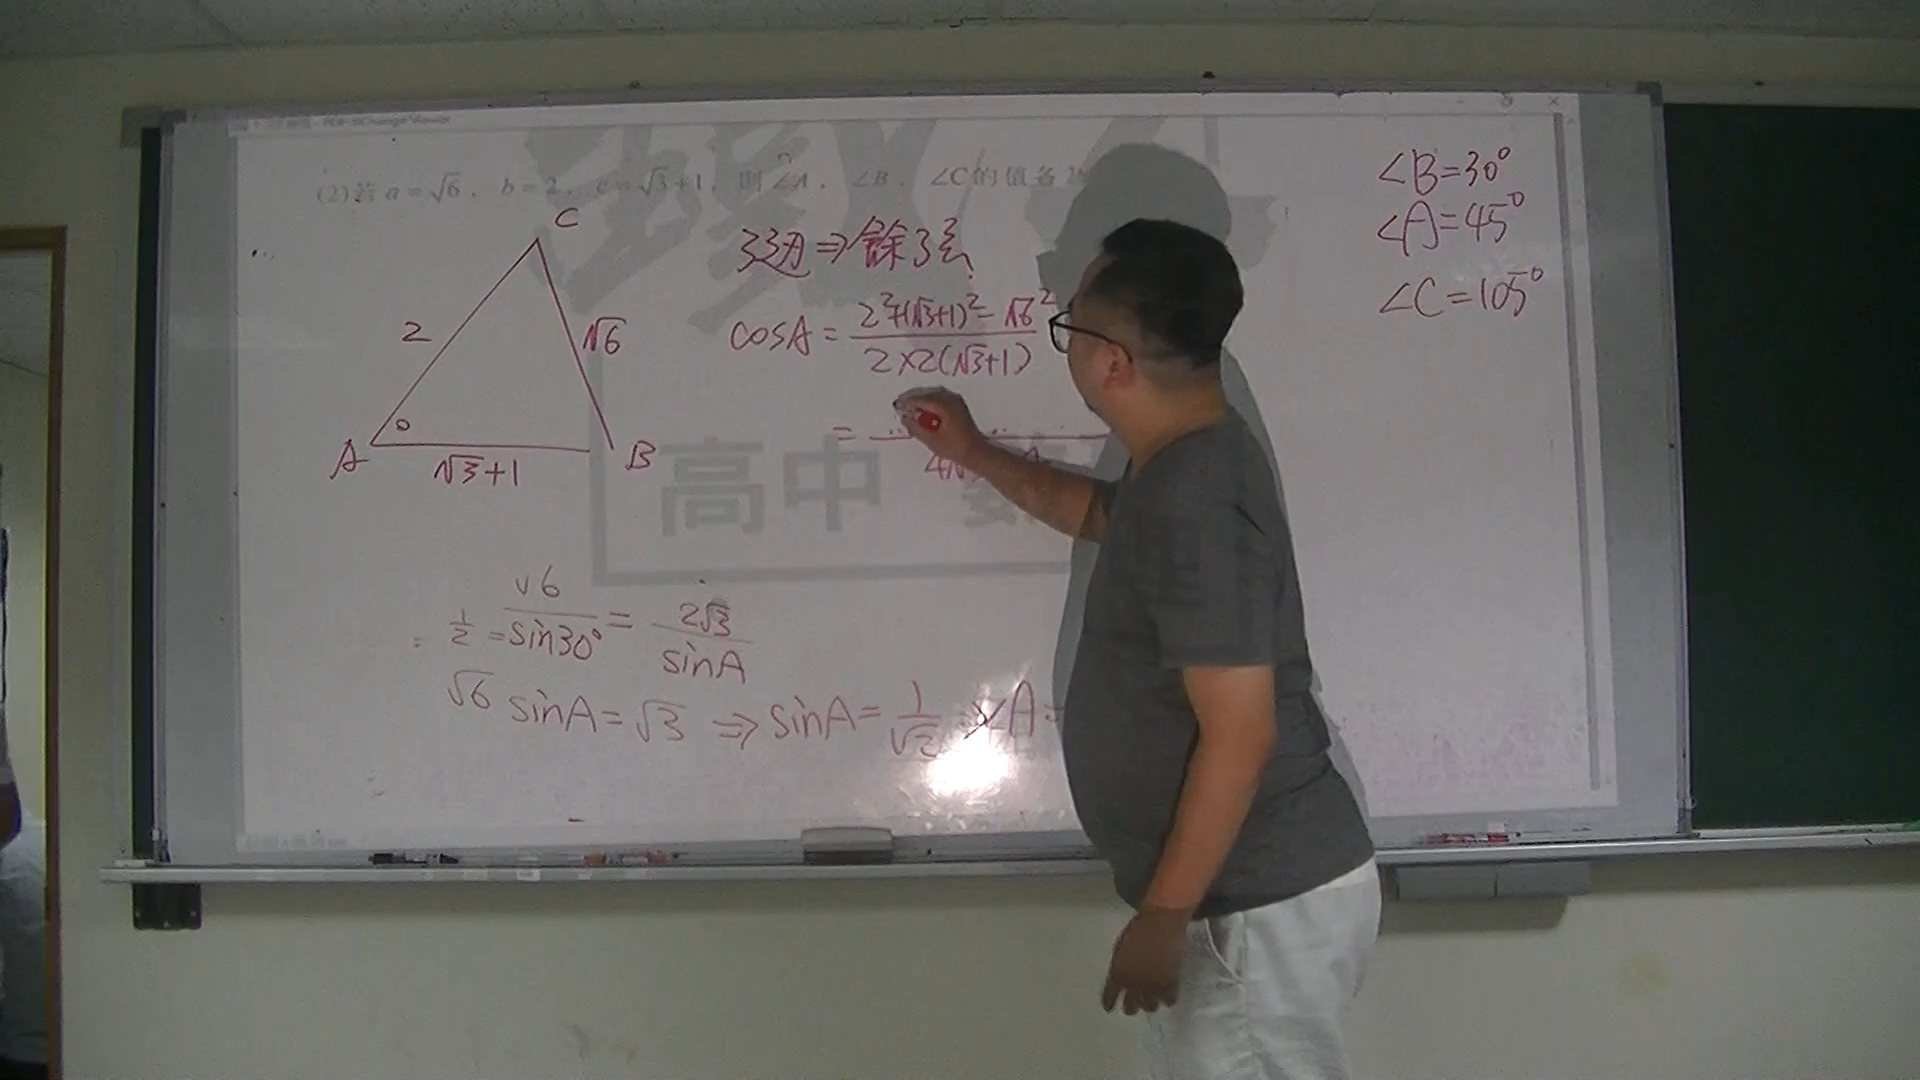 (2)若 a=√6, b=2, c=√3+1, 則∠A, ∠B, ∠C的值各
∠B=30°
∠A=45°
∠C=105°
C
3边⇒餘弦
2
√6
cosA = (2²+(√3+1)²-√6²)/(2×2(√3+1))
A
√3+1
B
=
高中
√6/sin30° = 2√3/sinA
1/2 =
√6 sinA=√3 ⇒ sinA=1/√2